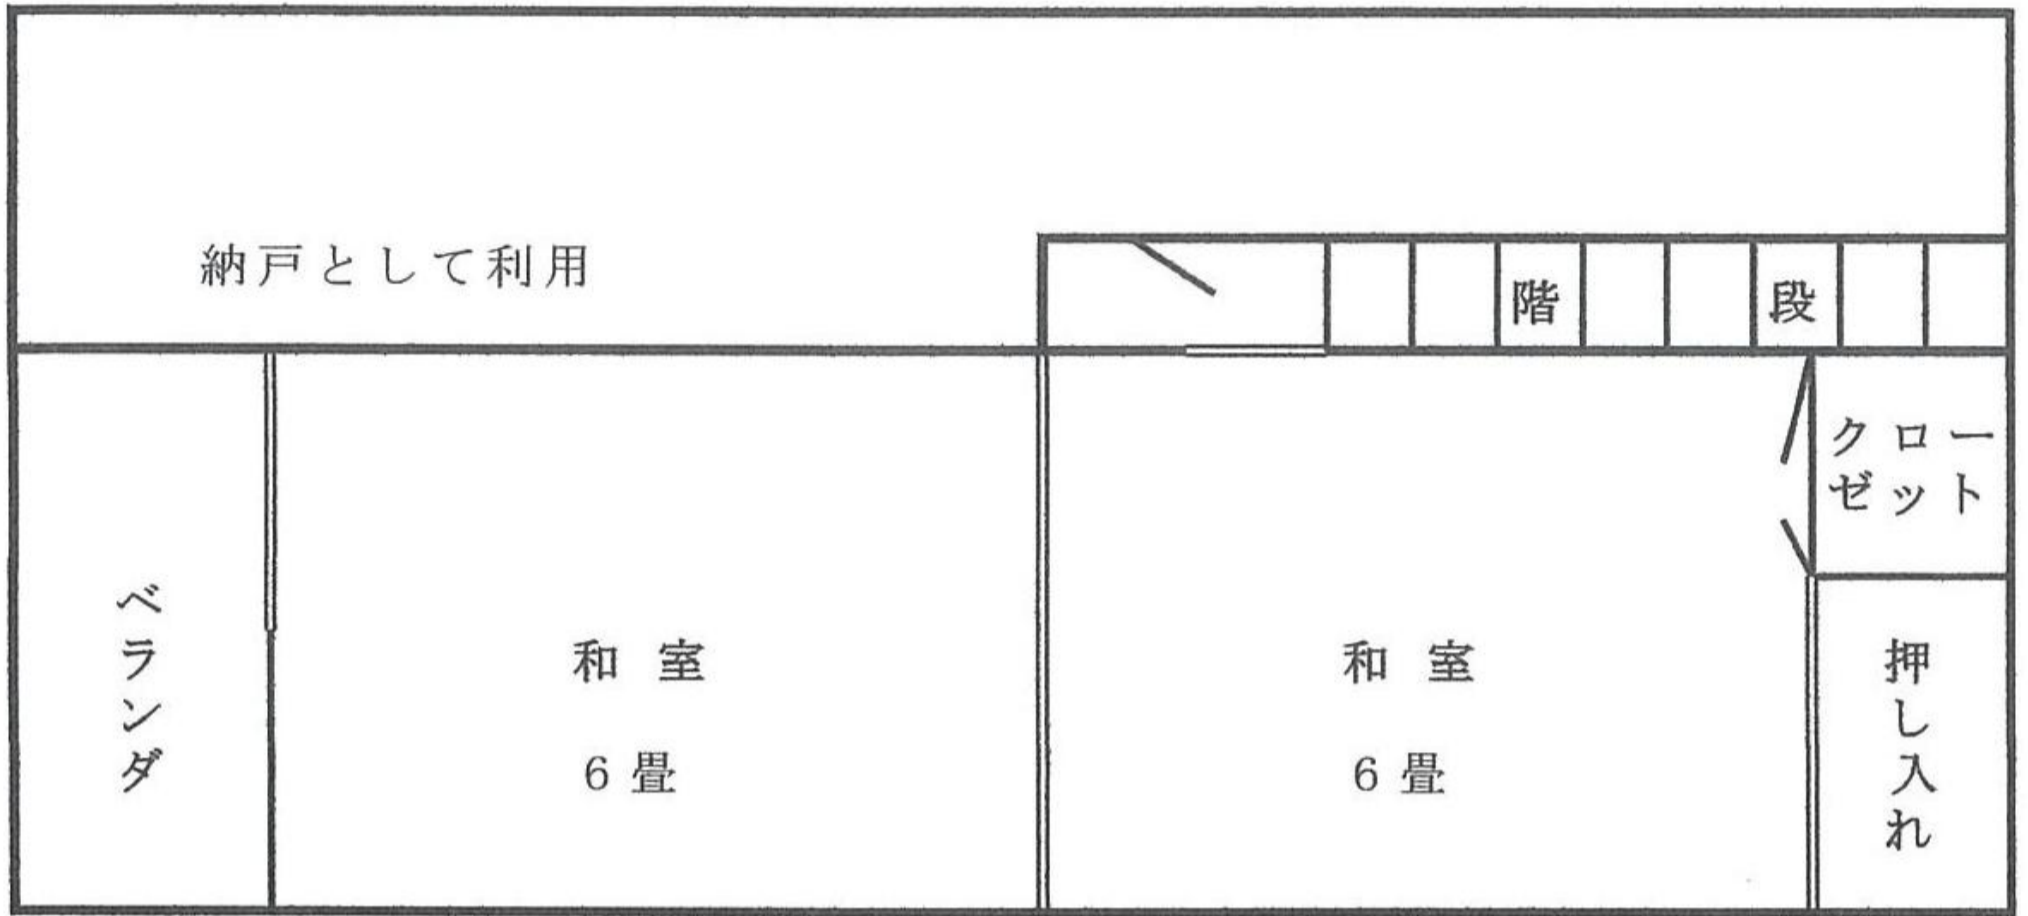 納戸として利用
階段
クロー
ゼット
ベランダ
和室
6畳
和室
6畳
押し入れ